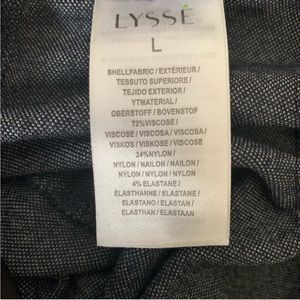 LYSSÉ
L
SHELLFABRIC / EXTÉRIEUR /
TESSUTO SUPERIORE /
TEJIDO EXTERIOR /
YTMATERIAL /
OBERSTOFF / BOVENSTOF
72%VISCOSE /
VISCOSE / VISCOSA / VISCOSA /
VISKOS / VISKOSE / VISCOSE
24%NYLON /
NYLON / NAILON / NAILON /
NYLON / NYLON / NYLON
4% ELASTANE /
ÉLASTHANNE / ELASTANE /
ELASTANO / ELASTAN /
ELASTHAN / ELASTAAN